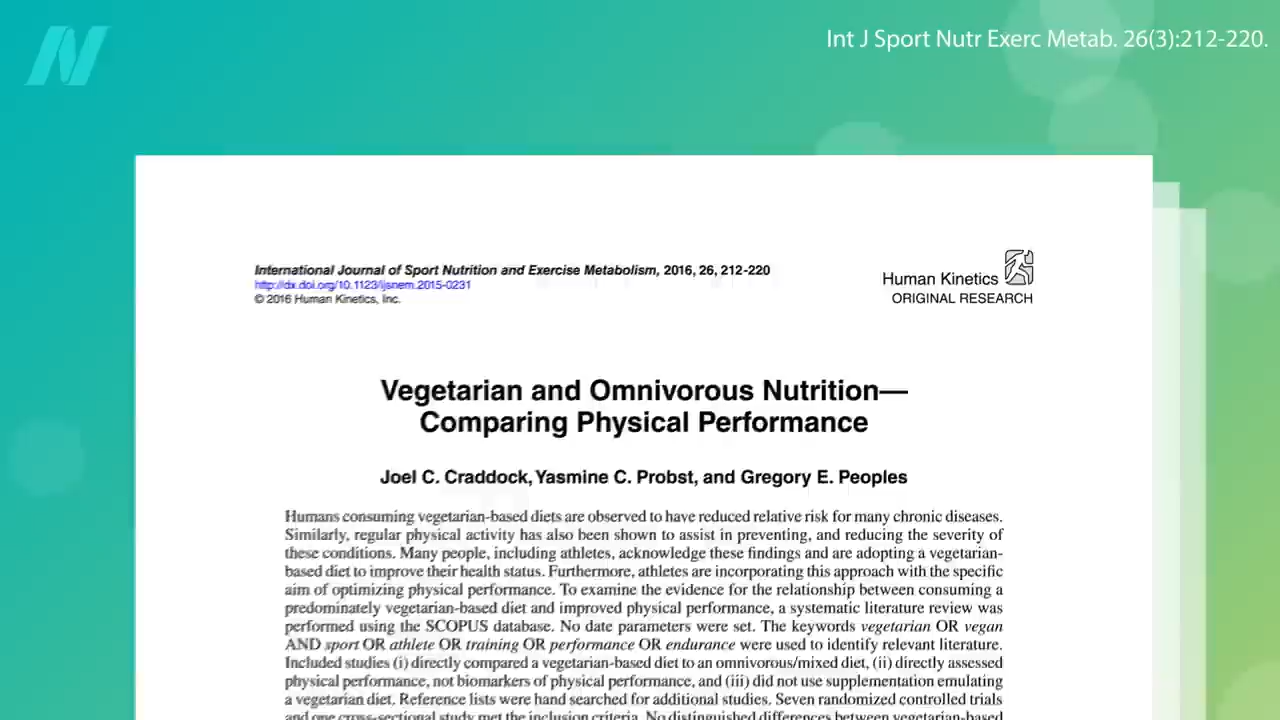 Int J Sport Nutr Exerc Metab. 26(3):212-220.
International Journal of Sport Nutrition and Exercise Metabolism, 2016, 26, 212-220
http://dx.doi.org/10.1123/ijsnem.2015-0231
© 2016 Human Kinetics, Inc.
Human Kinetics
ORIGINAL RESEARCH
Vegetarian and Omnivorous Nutrition—
Comparing Physical Performance
Joel C. Craddock, Yasmine C. Probst, and Gregory E. Peoples
Humans consuming vegetarian-based diets are observed to have reduced relative risk for many chronic diseases.
Similarly, regular physical activity has also been shown to assist in preventing, and reducing the severity of
these conditions. Many people, including athletes, acknowledge these findings and are adopting a vegetarian-
based diet to improve their health status. Furthermore, athletes are incorporating this approach with the specific
aim of optimizing physical performance. To examine the evidence for the relationship between consuming a
predominately vegetarian-based diet and improved physical performance, a systematic literature review was
performed using the SCOPUS database. No date parameters were set. The keywords vegetarian OR vegan
AND sport OR athlete OR training OR performance OR endurance were used to identify relevant literature.
Included studies (i) directly compared a vegetarian-based diet to an omnivorous/mixed diet, (ii) directly assessed
physical performance, not biomarkers of physical performance, and (iii) did not use supplementation emulating
a vegetarian diet. Reference lists were hand searched for additional studies. Seven randomized controlled trials
and one cross-sectional study met the inclusion criteria. No distinguished differences between vegetarian-based